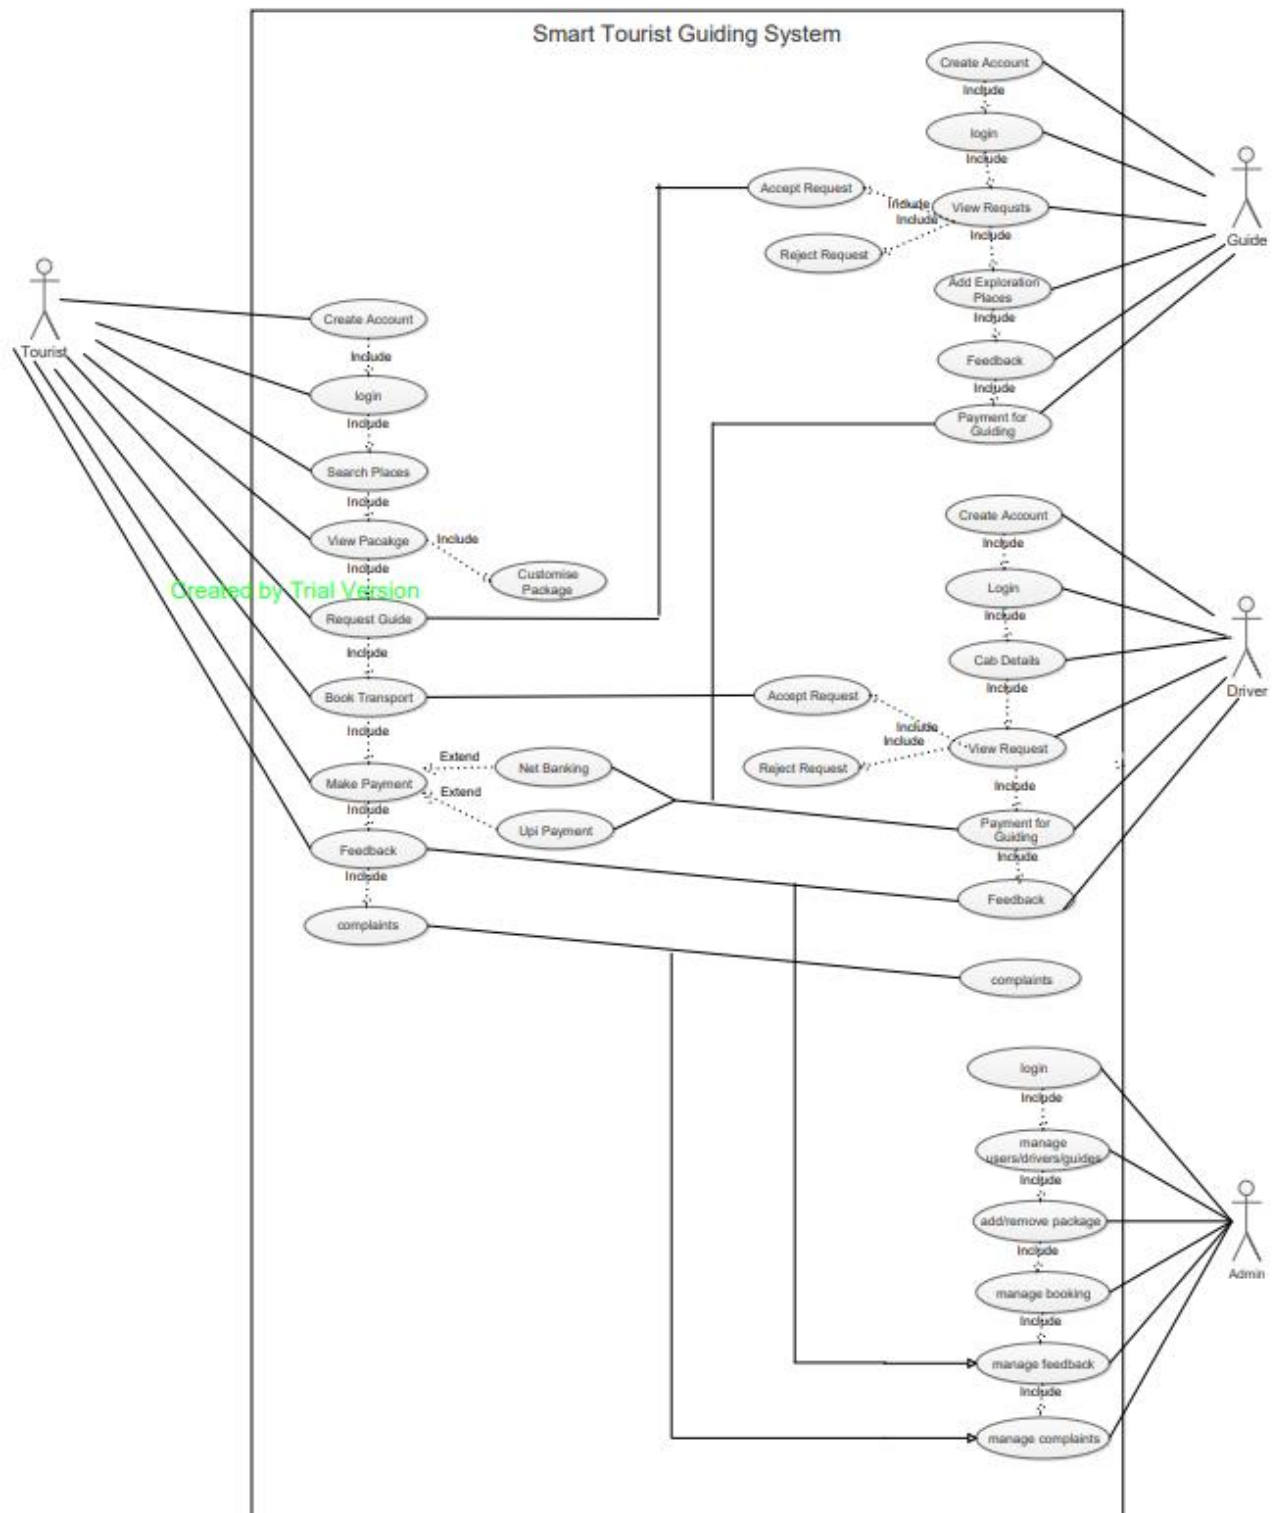 Smart Tourist Guiding System
Create Account
Include
login
Include
Accept Request
Include
Include
View Requsts
Include
Reject Request
Guide
Add Exploration
Places
Include
Feedback
Include
Payment for
Guiding
Tourist
Create Account
Include
login
Include
Search Places
Include
View Pacakge
Include
Include
Customise
Package
Created by Trial Version
Request Guide
Include
Book Transport
Include
Make Payment
Extend
Net Banking
Extend
Upi Payment
Include
Feedback
Include
complaints
Create Account
Include
Login
Include
Cab Details
Include
Driver
Accept Request
Include
Include
View Request
Reject Request
Include
Payment for
Guiding
Include
Feedback
complaints
login
Include
manage
users/drivers/guides
Include
add/remove package
Include
Admin
manage booking
Include
manage feedback
Include
manage complaints